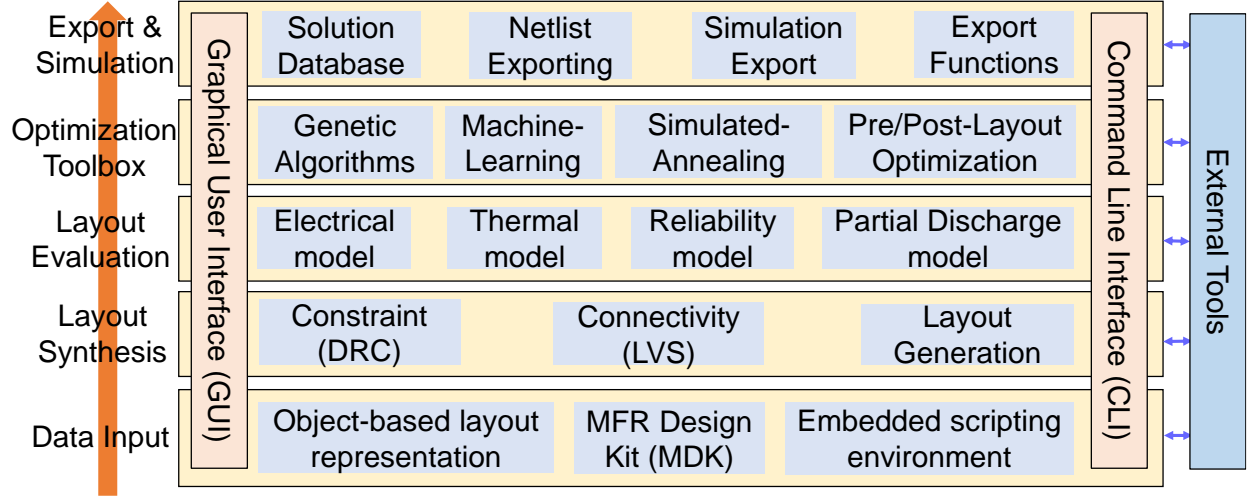 Export &
Simulation
Solution
Database
Netlist
Exporting
Simulation
Export
Export
Functions
Optimization
Toolbox
Genetic
Algorithms
Machine-
Learning
Simulated-
Annealing
Pre/Post-Layout
Optimization
Layout
Evaluation
Electrical
model
Thermal
model
Reliability
model
Partial Discharge
model
Layout
Synthesis
Constraint
(DRC)
Connectivity
(LVS)
Layout
Generation
Data Input
Object-based layout
representation
MFR Design
Kit (MDK)
Embedded scripting
environment
Graphical User Interface (GUI)
Command Line Interface (CLI)
External Tools